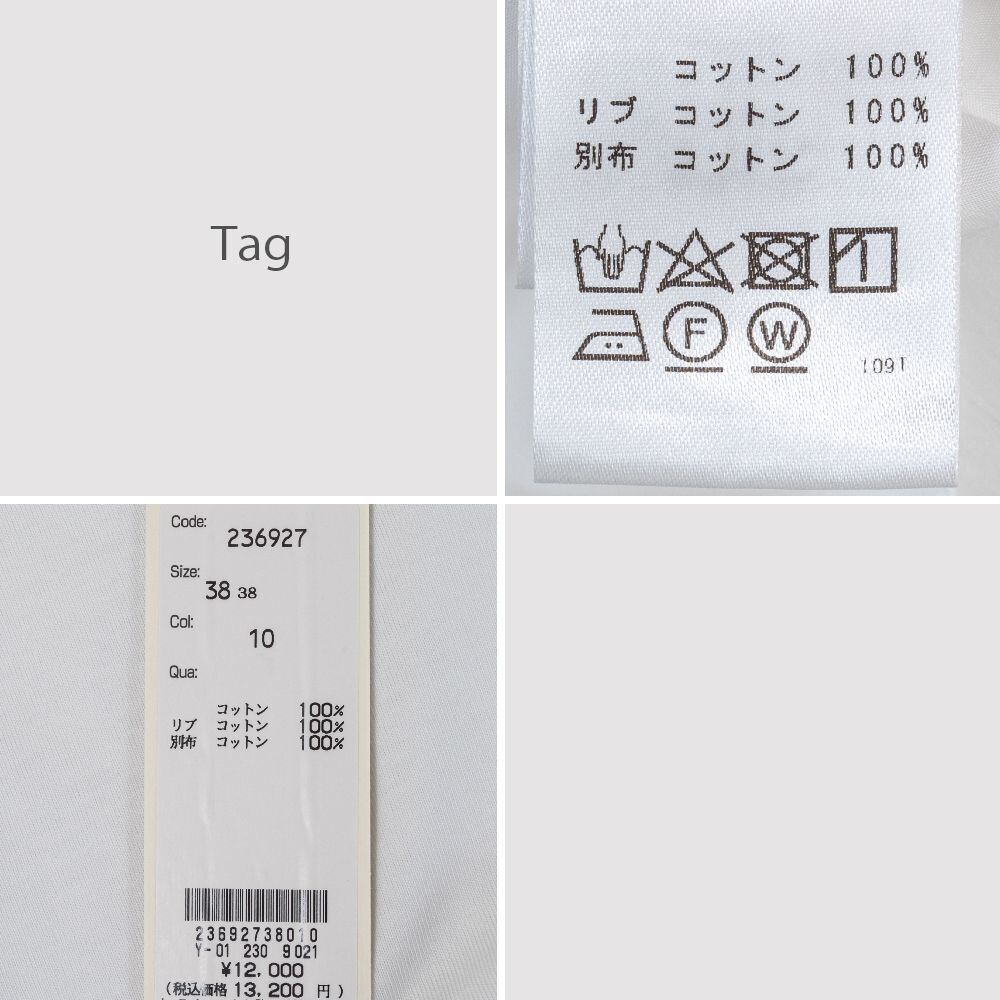 Tag
コットン 100%
リブ コットン 100%
別布 コットン 100%
F W
1091
Code:
236927
Size:
38 38
Col:
10
Qua:
コットン 100%
リブ コットン 100%
別布 コットン 100%
23692738010
Y-01 230 9021
¥12,000
(税込価格 13,200 円)